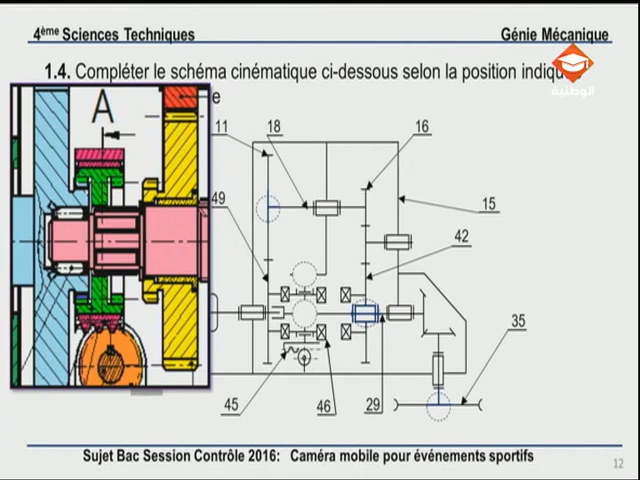 4ème Sciences Techniques
Génie Mécanique
1.4. Compléter le schéma cinématique ci-dessous selon la position
الوطنية
A
e
11
18
16
49
15
42
35
45
46
29
Sujet Bac Session Contrôle 2016: Caméra mobile pour événements sportifs
12